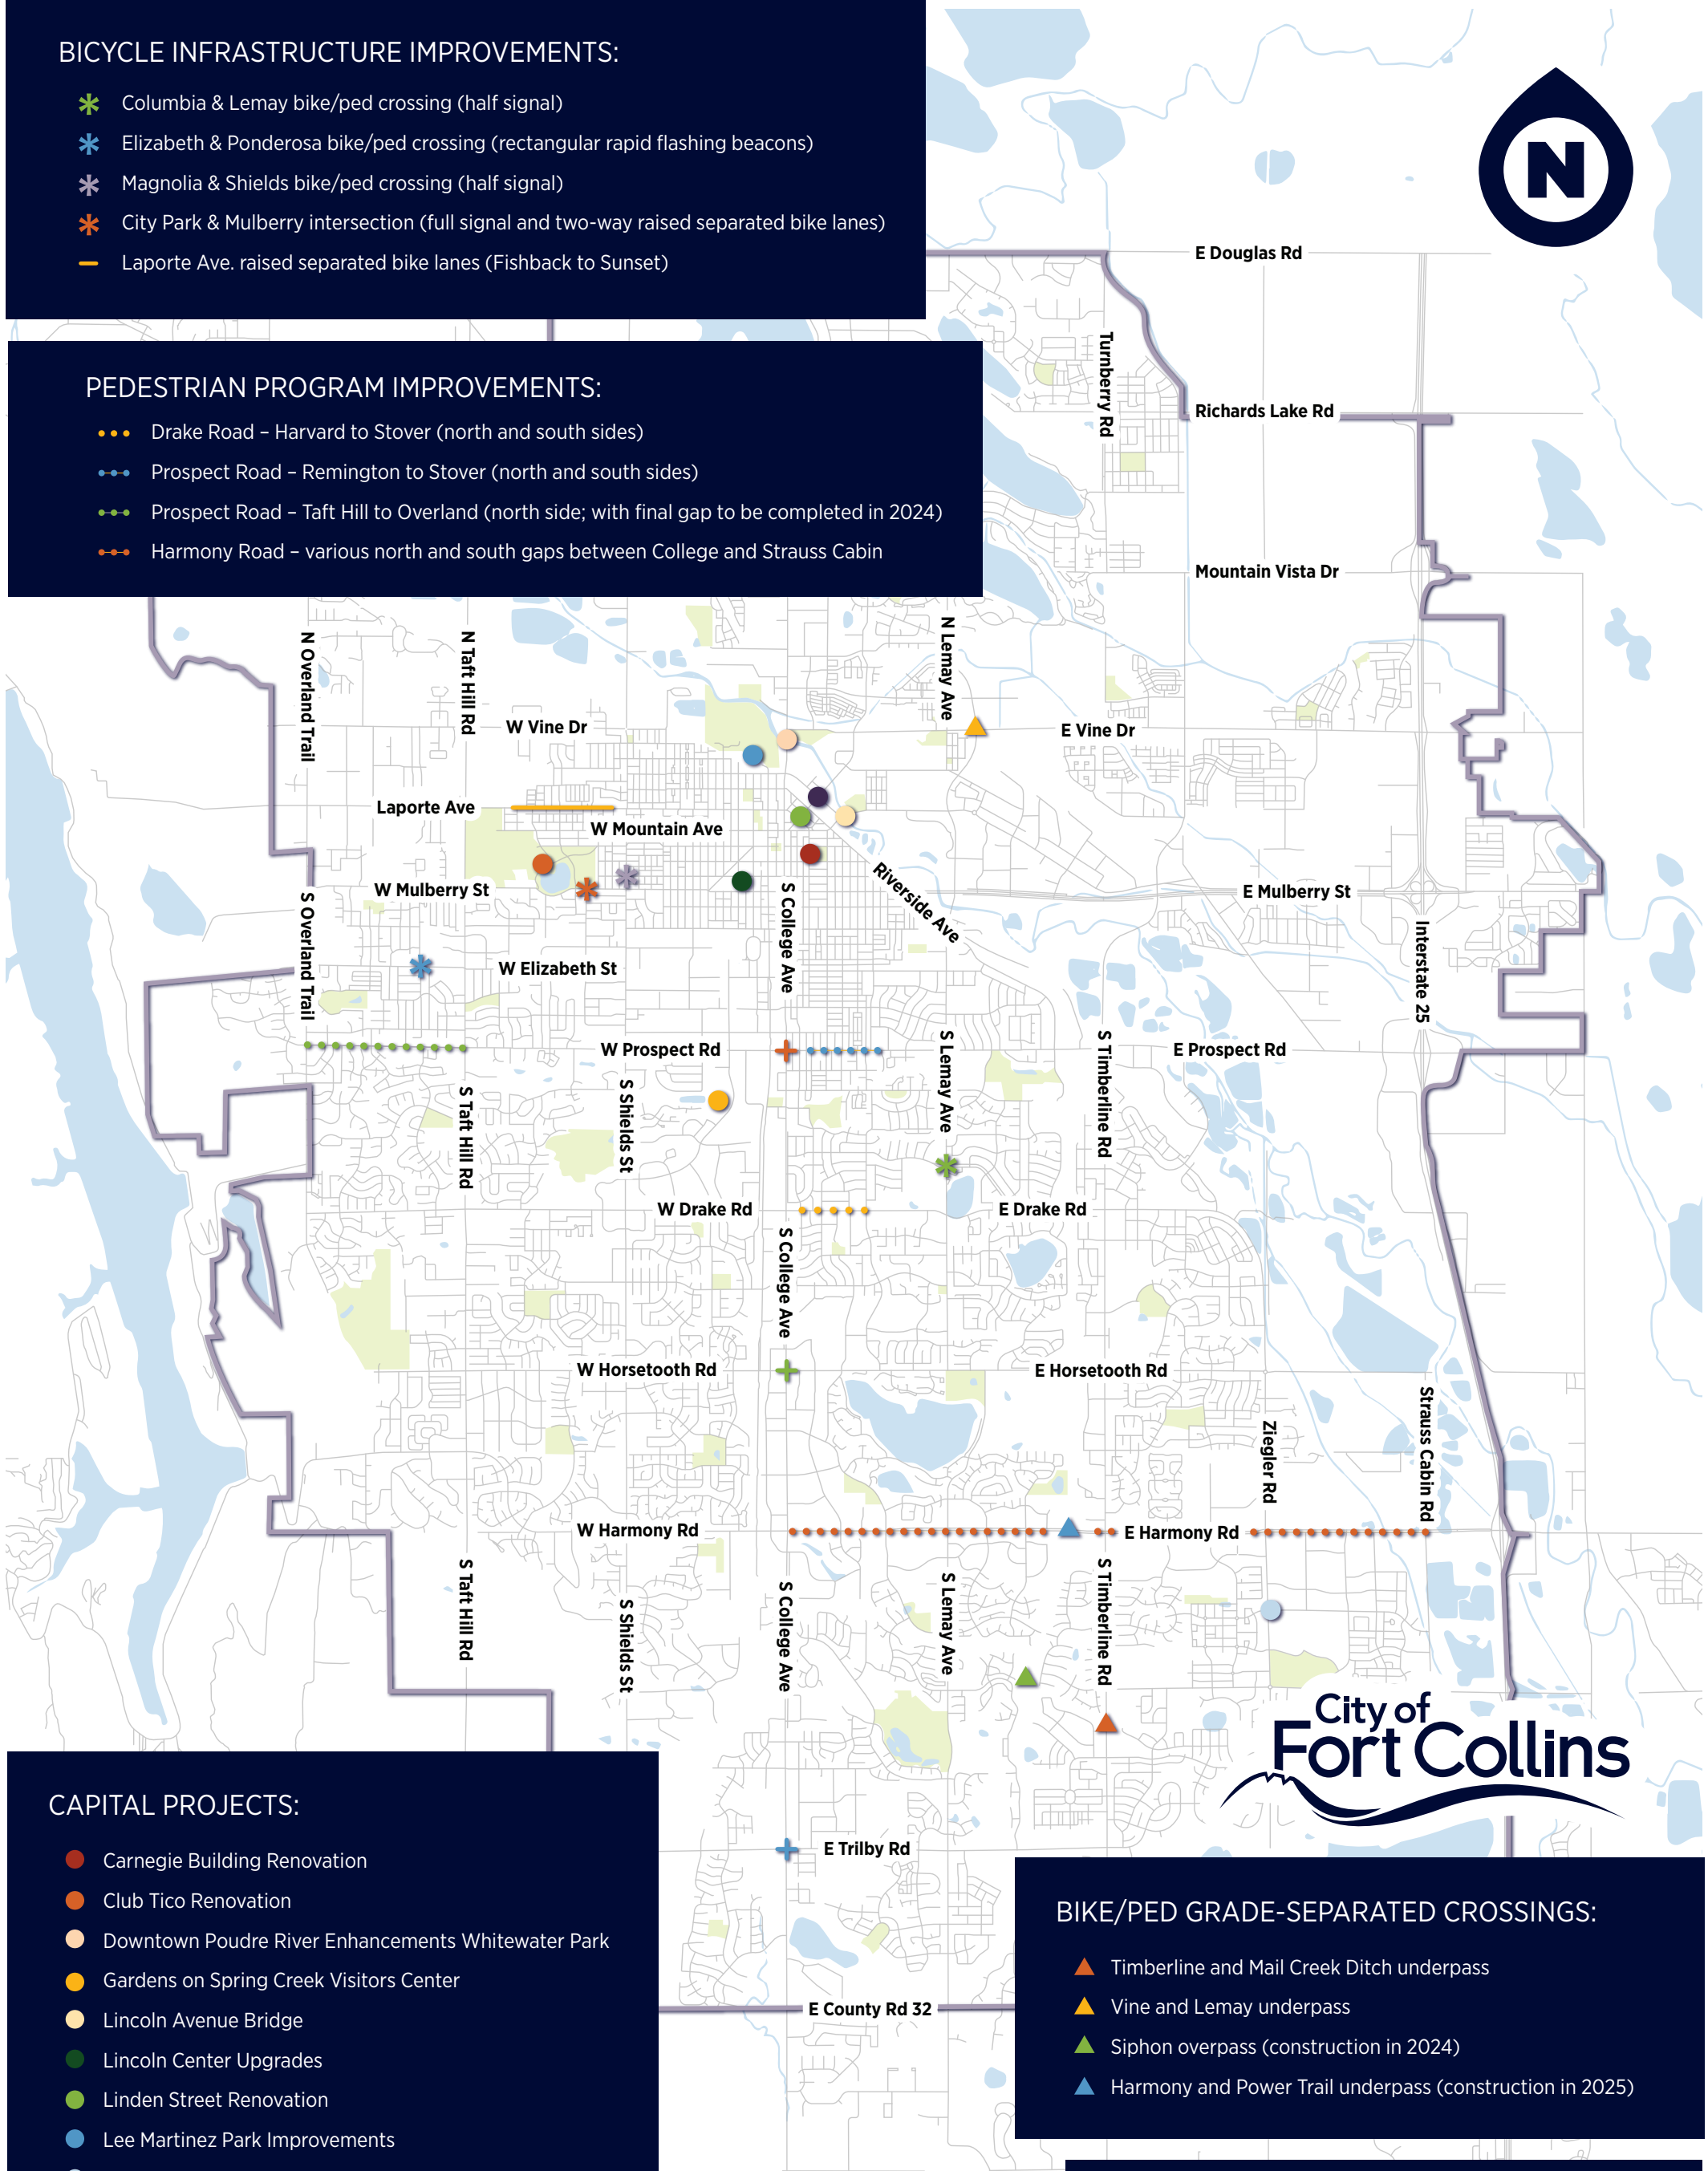 BICYCLE INFRASTRUCTURE IMPROVEMENTS:
Columbia & Lemay bike/ped crossing (half signal)
Elizabeth & Ponderosa bike/ped crossing (rectangular rapid flashing beacons)
Magnolia & Shields bike/ped crossing (half signal)
City Park & Mulberry intersection (full signal and two-way raised separated bike lanes)
Laporte Ave. raised separated bike lanes (Fishback to Sunset)
N
E Douglas Rd
PEDESTRIAN PROGRAM IMPROVEMENTS:
Drake Road – Harvard to Stover (north and south sides)
Prospect Road – Remington to Stover (north and south sides)
Prospect Road – Taft Hill to Overland (north side; with final gap to be completed in 2024)
Harmony Road – various north and south gaps between College and Strauss Cabin
Turnberry Rd
Richards Lake Rd
Mountain Vista Dr
N Overland Trail
N Taft Hill Rd
N Lemay Ave
W Vine Dr
E Vine Dr
Laporte Ave
W Mountain Ave
W Mulberry St
Riverside Ave
E Mulberry St
S Overland Trail
S College Ave
Interstate 25
W Elizabeth St
W Prospect Rd
E Prospect Rd
S Taft Hill Rd
S Shields St
S Lemay Ave
S Timberline Rd
W Drake Rd
E Drake Rd
S College Ave
W Horsetooth Rd
E Horsetooth Rd
Ziegler Rd
Strauss Cabin Rd
W Harmony Rd
E Harmony Rd
S Taft Hill Rd
S Shields St
S College Ave
S Lemay Ave
S Timberline Rd
City of
Fort Collins
CAPITAL PROJECTS:
Carnegie Building Renovation
Club Tico Renovation
Downtown Poudre River Enhancements Whitewater Park
Gardens on Spring Creek Visitors Center
Lincoln Avenue Bridge
Lincoln Center Upgrades
Linden Street Renovation
Lee Martinez Park Improvements
E Trilby Rd
E County Rd 32
BIKE/PED GRADE-SEPARATED CROSSINGS:
Timberline and Mail Creek Ditch underpass
Vine and Lemay underpass
Siphon overpass (construction in 2024)
Harmony and Power Trail underpass (construction in 2025)